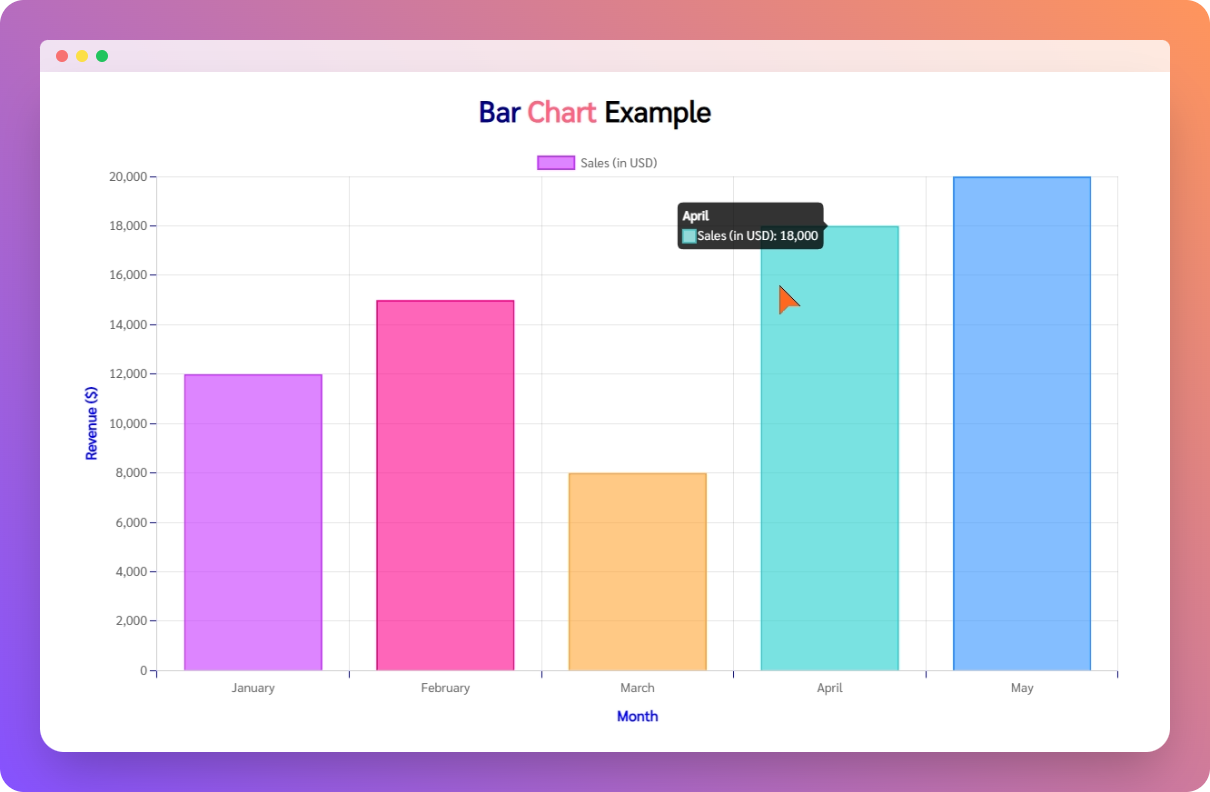 Bar Chart Example
Sales (in USD)
20,000
18,000
16,000
14,000
12,000
10,000
8,000
6,000
4,000
2,000
0
Revenue ($)
April
Sales (in USD): 18,000
January
February
March
April
May
Month